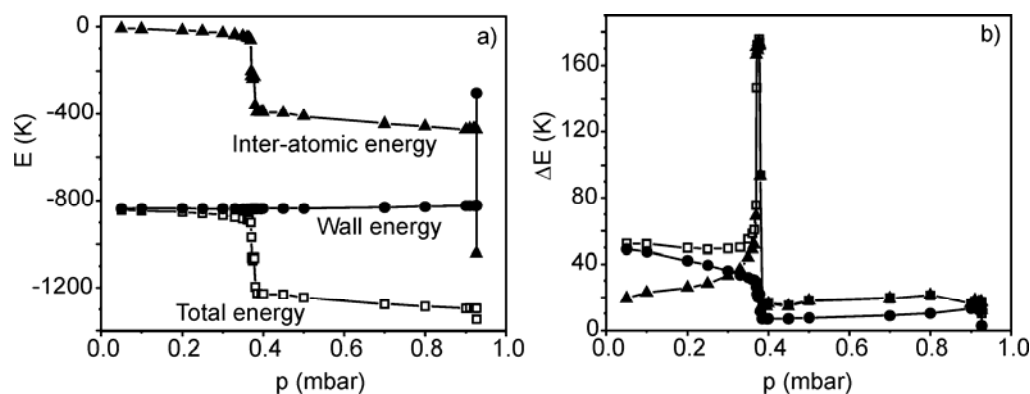 a)
0
-400
-800
-1200
E (K)
Inter-atomic energy
Wall energy
Total energy
0.0 0.2 0.4 0.6 0.8 1.0
p (mbar)
b)
160
120
80
40
0
ΔE (K)
0.0 0.2 0.4 0.6 0.8 1.0
p (mbar)